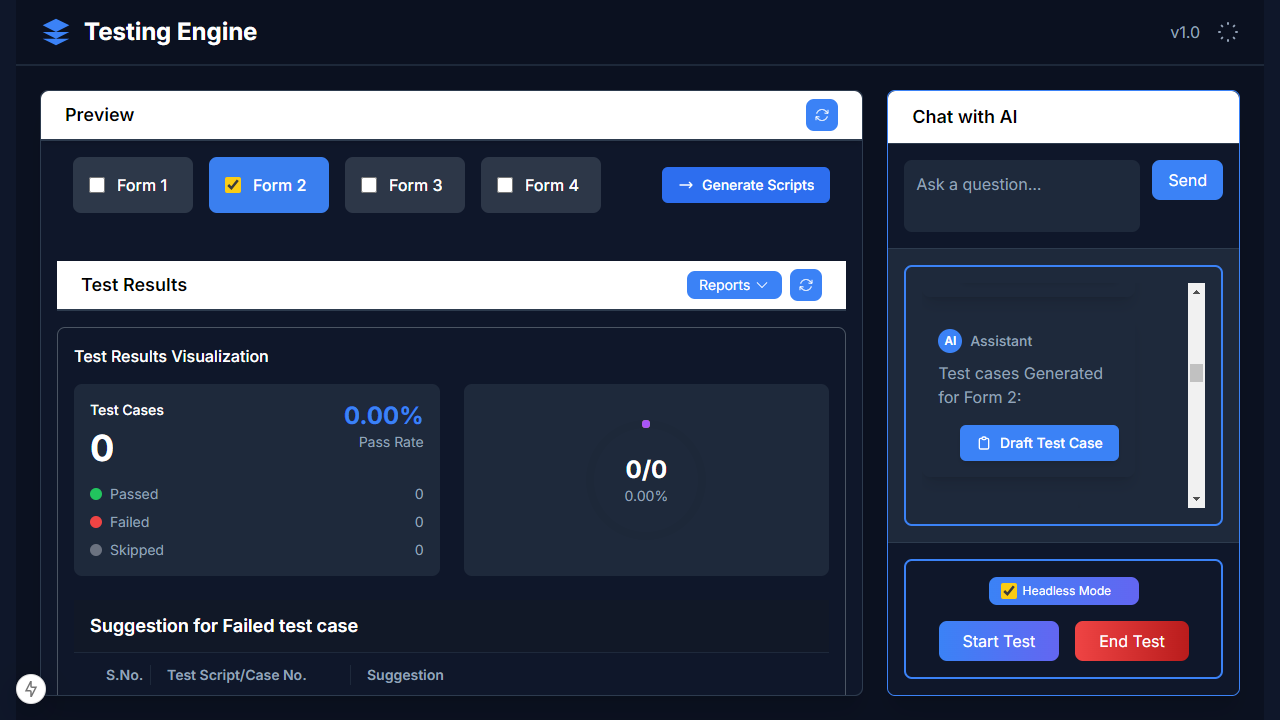 Testing Engine
v1.0
Preview
Form 1
Form 2
Form 3
Form 4
Generate Scripts
Test Results
Reports
Test Results Visualization
Test Cases
0
0.00%
Pass Rate
Passed 0
Failed 0
Skipped 0
0/0
0.00%
Suggestion for Failed test case
S.No. Test Script/Case No. Suggestion
Chat with AI
Ask a question...
Send
AI Assistant
Test cases Generated
for Form 2:
Draft Test Case
Headless Mode
Start Test
End Test